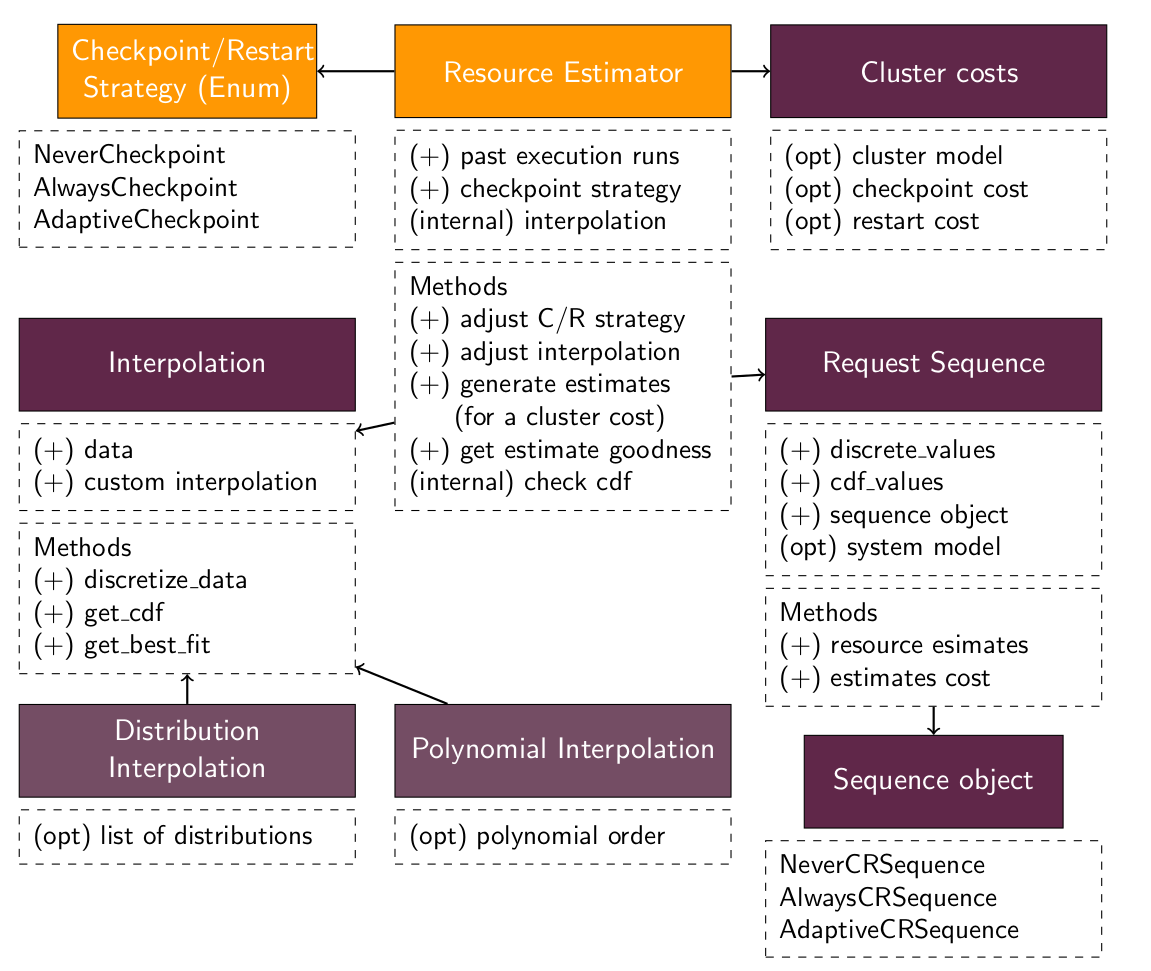 Checkpoint/Restart
Strategy (Enum)
NeverCheckpoint
AlwaysCheckpoint
AdaptiveCheckpoint
Resource Estimator
(+) past execution runs
(+) checkpoint strategy
(internal) interpolation
Methods
(+) adjust C/R strategy
(+) adjust interpolation
(+) generate estimates
(for a cluster cost)
(+) get estimate goodness
(internal) check cdf
Cluster costs
(opt) cluster model
(opt) checkpoint cost
(opt) restart cost
Interpolation
(+) data
(+) custom interpolation
Methods
(+) discretize_data
(+) get_cdf
(+) get_best_fit
Request Sequence
(+) discrete_values
(+) cdf_values
(+) sequence object
(opt) system model
Methods
(+) resource esimates
(+) estimates cost
Distribution
Interpolation
(opt) list of distributions
Polynomial Interpolation
(opt) polynomial order
Sequence object
NeverCRSequence
AlwaysCRSequence
AdaptiveCRSequence